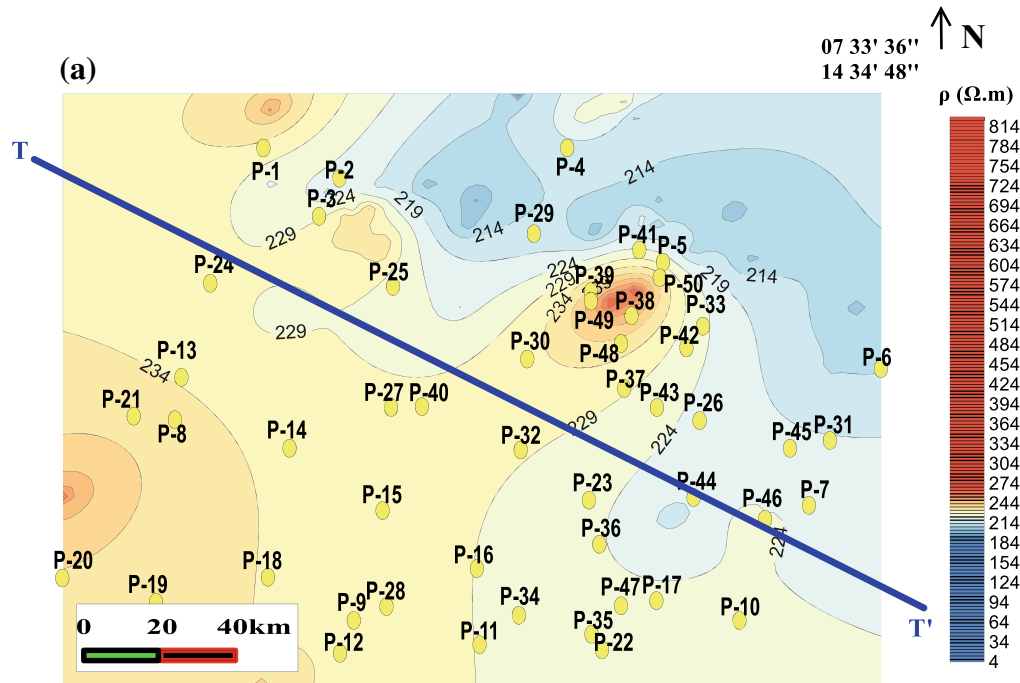 (a)
N
07 33' 36"
14 34' 48"
ρ (Ω.m)
T
T'
P-1
P-2
P-3
P-4
P-29
P-41
P-5
P-24
P-25
P-39
P-50
P-49
P-38
P-33
P-30
P-48
P-42
P-6
P-13
P-37
P-21
P-8
P-27
P-40
P-43
P-26
P-14
P-32
P-45
P-31
P-15
P-23
P-44
P-46
P-7
P-36
P-20
P-19
P-18
P-16
P-9
P-28
P-34
P-47
P-17
P-10
P-12
P-11
P-35
P-22
224
219
214
214
229
224
229
234
219
214
229
234
229
224
224
0 20 40km
814
784
754
724
694
664
634
604
574
544
514
484
454
424
394
364
334
304
274
244
214
184
154
124
94
64
34
4